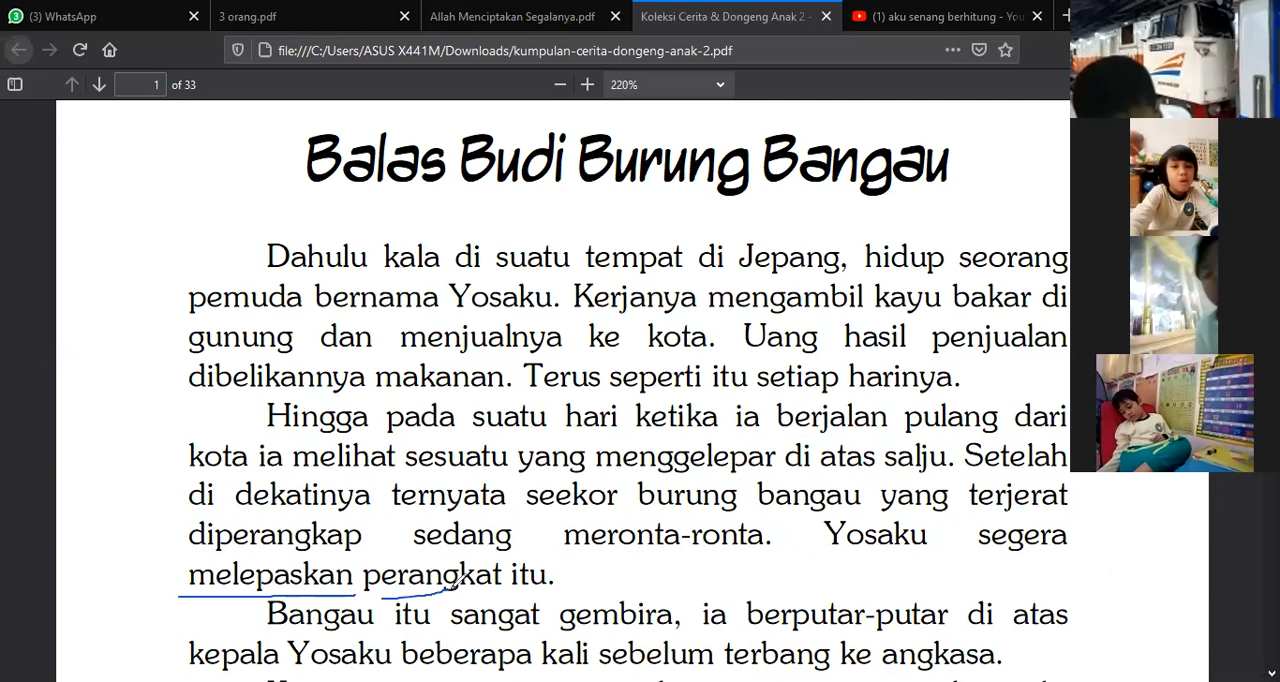 (3) WhatsApp
3 orang.pdf
Allah Menciptakan Segalanya.pdf
Koleksi Cerita & Dongeng Anak 2 -
(1) aku senang berhitung - You
file:///C:/Users/ASUS X441M/Downloads/kumpulan-cerita-dongeng-anak-2.pdf
1 of 33
220%
Balas Budi Burung Bangau
Dahulu kala di suatu tempat di Jepang, hidup seorang
pemuda bernama Yosaku. Kerjanya mengambil kayu bakar di
gunung dan menjualnya ke kota. Uang hasil penjualan
dibelikannya makanan. Terus seperti itu setiap harinya.
Hingga pada suatu hari ketika ia berjalan pulang dari
kota ia melihat sesuatu yang menggelepar di atas salju. Setelah
di dekatinya ternyata seekor burung bangau yang terjerat
diperangkap sedang meronta-ronta. Yosaku segera
melepaskan perangkat itu.
Bangau itu sangat gembira, ia berputar-putar di atas
kepala Yosaku beberapa kali sebelum terbang ke angkasa.